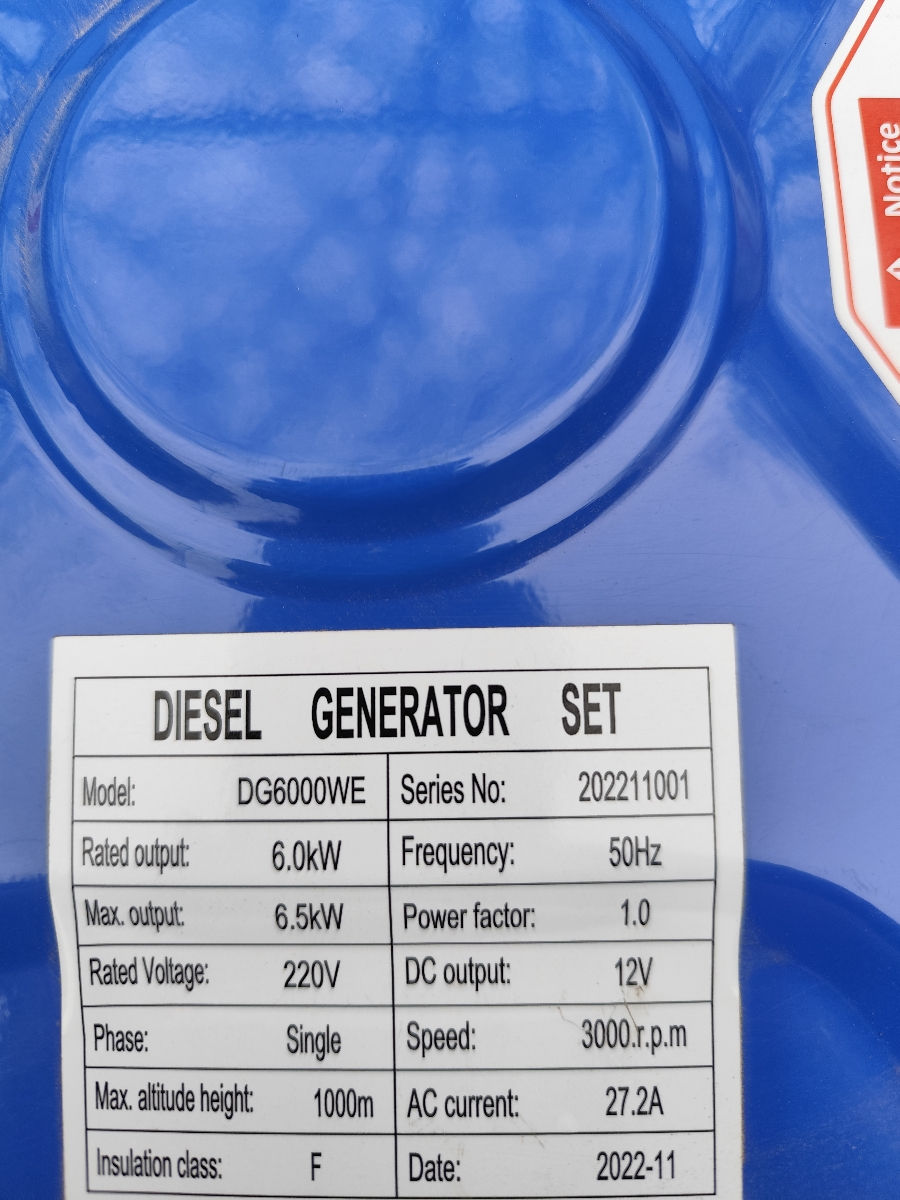 Notice
DIESEL GENERATOR SET
Model: DG6000WE Series No: 202211001
Rated output: 6.0kW Frequency: 50Hz
Max. output: 6.5kW Power factor: 1.0
Rated Voltage: 220V DC output: 12V
Phase: Single Speed: 3000.r.p.m
Max. altitude height: 1000m AC current: 27.2A
Insulation class: F Date: 2022-11